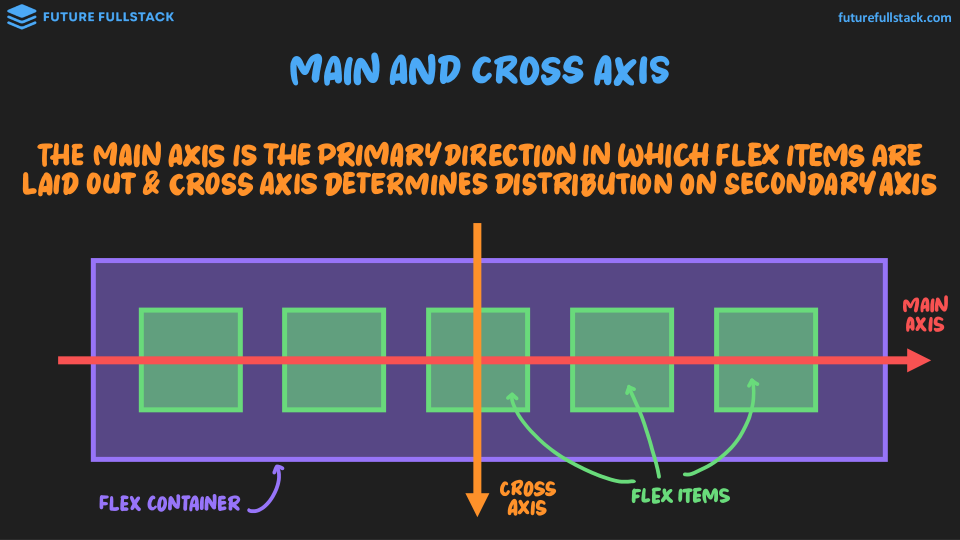 FUTURE FULLSTACK
futurefullstack.com
MAIN AND CROSS AXIS
THE MAIN AXIS IS THE PRIMARY DIRECTION IN WHICH FLEX ITEMS ARE
LAID OUT & CROSS AXIS DETERMINES DISTRIBUTION ON SECONDARY AXIS
MAIN
AXIS
FLEX CONTAINER
CROSS
AXIS
FLEX ITEMS